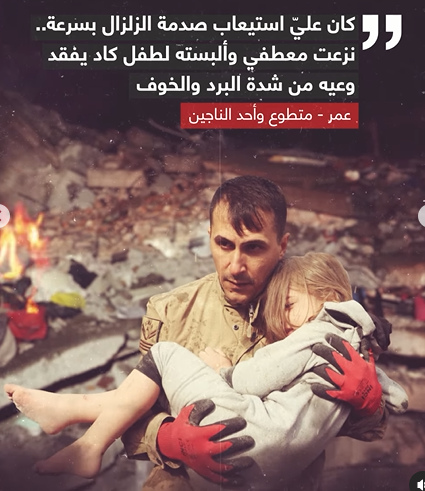 كان عليّ استيعاب صدمة الزلزال بسرعة..
نزعت معطفي وألبسته لطفل كاد يفقد
وعيه من شدة البرد والخوف
عمر - متطوع وأحد الناجين